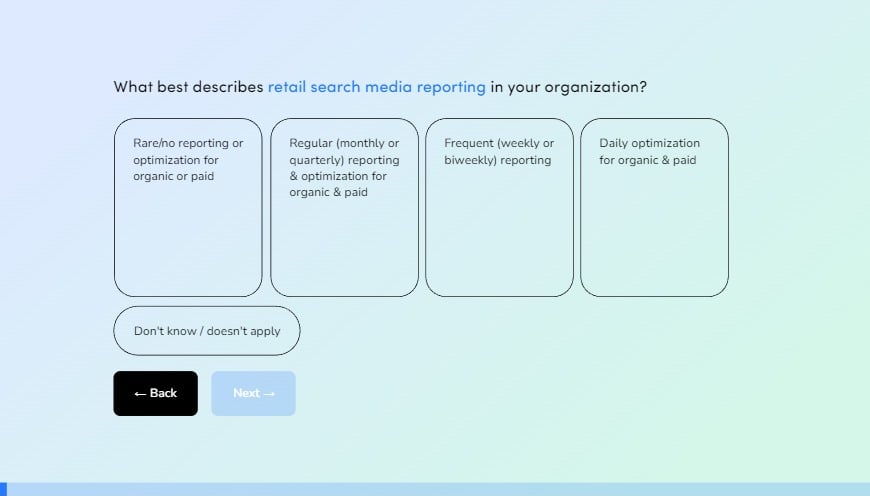 What best describes retail search media reporting in your organization?
Rare/no reporting or
optimization for
organic or paid
Regular (monthly or
quarterly) reporting
& optimization for
organic & paid
Frequent (weekly or
biweekly) reporting
Daily optimization
for organic & paid
Don't know / doesn't apply
← Back
Next →